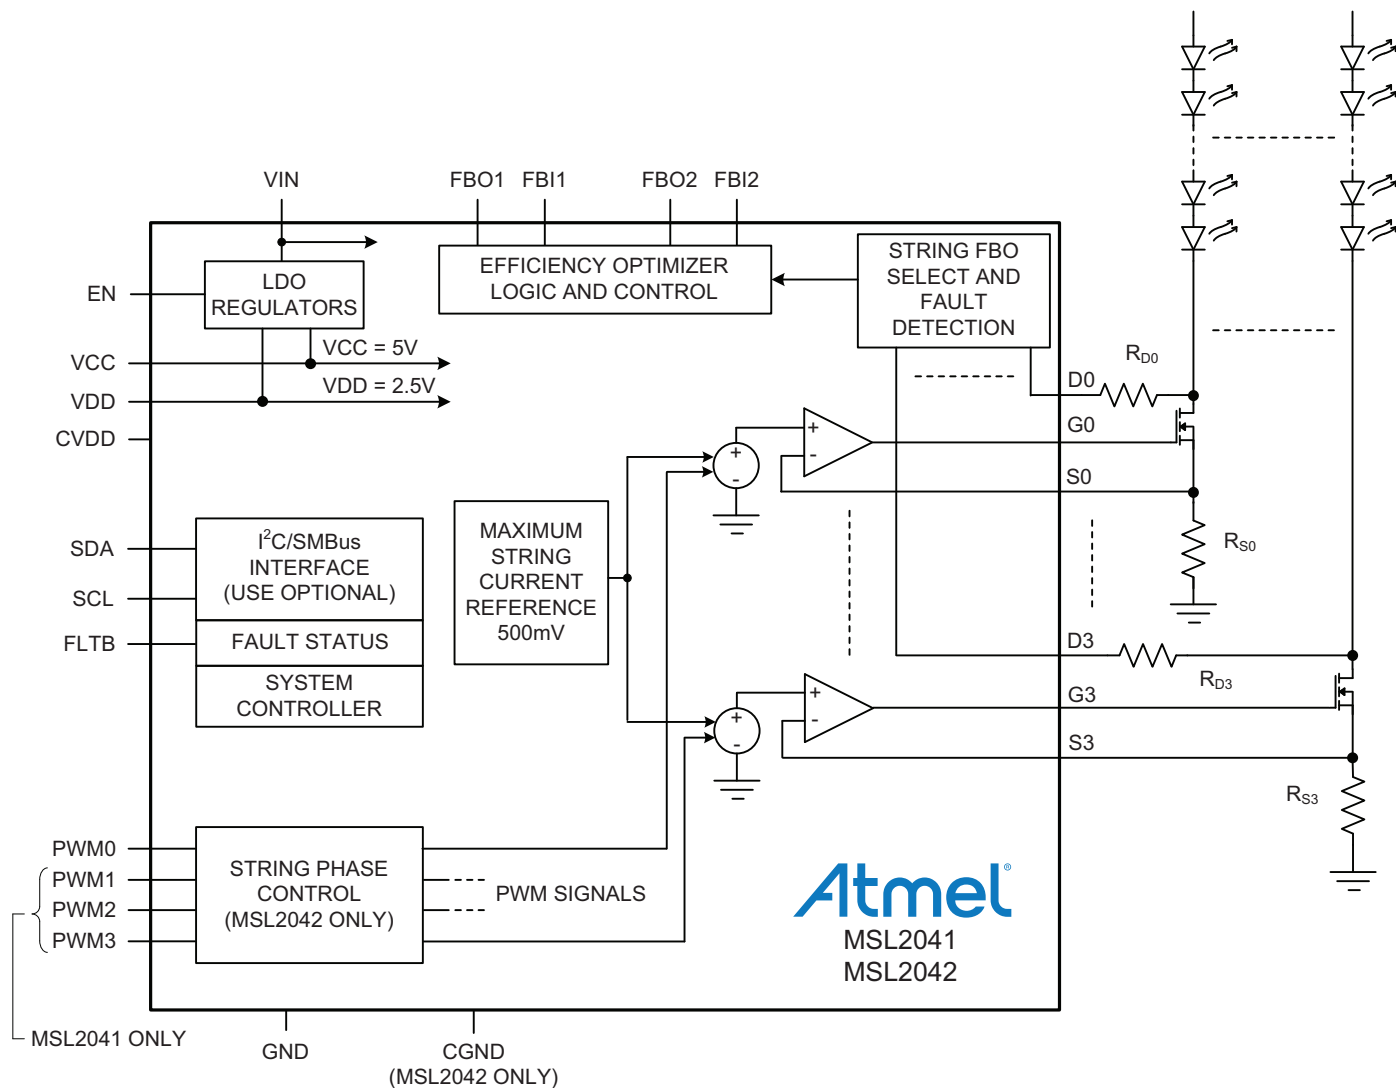 VIN
FBO1
FBI1
FBO2
FBI2
EN
LDO
REGULATORS
EFFICIENCY OPTIMIZER
LOGIC AND CONTROL
STRING FBO
SELECT AND
FAULT
DETECTION
VCC
VCC = 5V
VDD
VDD = 2.5V
CVDD
D0
RD0
G0
S0
RS0
+
-
+
-
SDA
SCL
I2C/SMBus
INTERFACE
(USE OPTIONAL)
FLTB
FAULT STATUS
SYSTEM
CONTROLLER
MAXIMUM
STRING
CURRENT
REFERENCE
500mV
D3
RD3
G3
S3
RS3
+
-
+
-
PWM0
PWM1
PWM2
PWM3
STRING PHASE
CONTROL
(MSL2042 ONLY)
PWM SIGNALS
Atmel®
MSL2041
MSL2042
MSL2041 ONLY
GND
CGND
(MSL2042 ONLY)